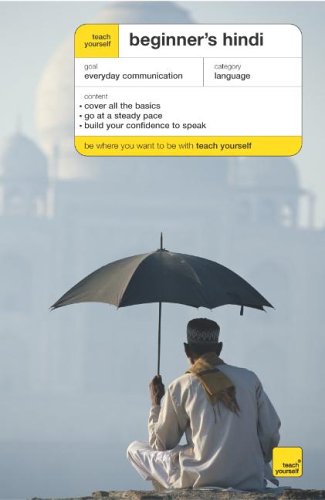 teach
yourself
beginner's hindi
goal
everyday communication
category
language
content
• cover all the basics
• go at a steady pace
• build your confidence to speak
be where you want to be with teach yourself
teach
yourself